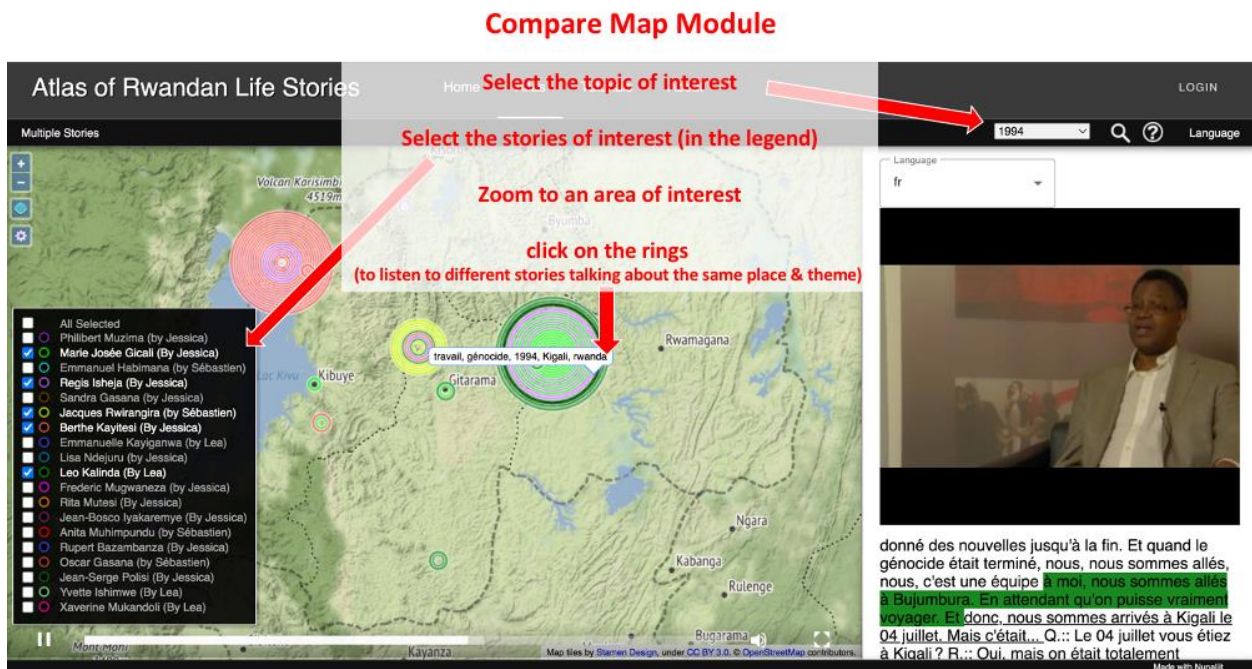 Compare Map Module
Atlas of Rwandan Life Stories
Home
Select the topic of interest
LOGIN
Multiple Stories
1994
Language
Select the stories of interest (in the legend)
Zoom to an area of interest
click on the rings
(to listen to different stories talking about the same place & theme)
+
−
Volcan Karisimbi
4519m
Byumba
Rwamagana
travail, génocide, 1994, Kigali, rwanda
Lac Kivu
Kibuye
Gitarama
Ngara
Kabanga
Rulenge
Bugarama
Kayanza
Mont Mohi
All Selected
Philibert Muzima (by Jessica)
Marie Josée Gicali (By Jessica)
Emmanuel Habimana (by Sébastien)
Regis Isheja (By Jessica)
Sandra Gasana (by Jessica)
Jacques Rwirangira (by Sébastien)
Berthe Kayitesi (By Jessica)
Emmanuelle Kayiganwa (by Lea)
Lisa Ndejuru (by Jessica)
Leo Kalinda (By Lea)
Frederic Mugwaneza (by Jessica)
Rita Mutesi (By Jessica)
Jean-Bosco Iyakaremye (By Jessica)
Anita Muhimpundu (by Sébastien)
Rupert Bazambanza (By Jessica)
Oscar Gasana (by Sébastien)
Jean-Serge Polisi (By Jessica)
Yvette Ishimwe (By Lea)
Xaverine Mukandoli (By Lea)
Map tiles by Stamen Design, under CC BY 3.0. © OpenStreetMap contributors.
Language
fr
donné des nouvelles jusqu'à la fin. Et quand le
génocide était terminé, nous, nous sommes allés,
nous, c'est une équipe à moi, nous sommes allés
à Bujumbura. En attendant qu'on puisse vraiment
voyager. Et donc, nous sommes arrivés à Kigali le
04 juillet. Mais c'était... Q.:: Le 04 juillet vous étiez
à Kigali ? R.:: Oui, mais on était totalement
Made with Nunaliit